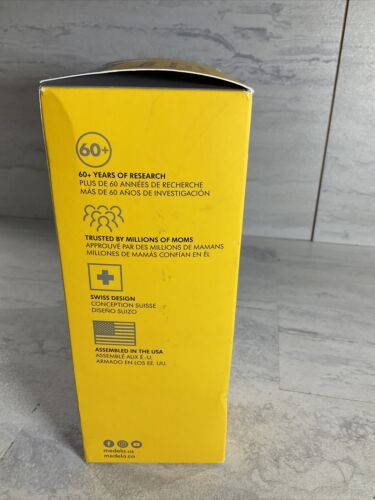 60+
60+ YEARS OF RESEARCH
PLUS DE 60 ANNÉES DE RECHERCHE
MÁS DE 60 AÑOS DE INVESTIGACIÓN
TRUSTED BY MILLIONS OF MOMS
APPROUVÉ PAR DES MILLIONS DE MAMANS
MILLONES DE MAMÁS CONFÍAN EN ÉL
SWISS DESIGN
CONCEPTION SUISSE
DISEÑO SUIZO
ASSEMBLED IN THE USA
ASSEMBLÉ AUX É.-U.
ARMADO EN LOS EE. UU.
medela.us
medela.ca